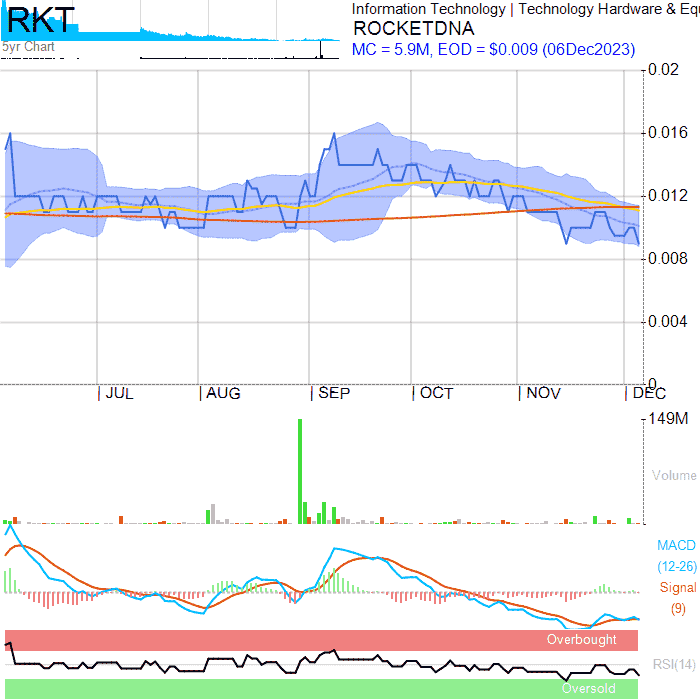 RKT
5yr Chart
Information Technology | Technology Hardware & Equ
ROCKETDNA
MC = 5.9M, EOD = $0.009 (06Dec2023)
0.02
0.016
0.012
0.008
0.004
0
JUL
AUG
SEP
OCT
NOV
DEC
149M
Volume
MACD
(12-26)
Signal
(9)
Overbought
RSI(14)
Oversold